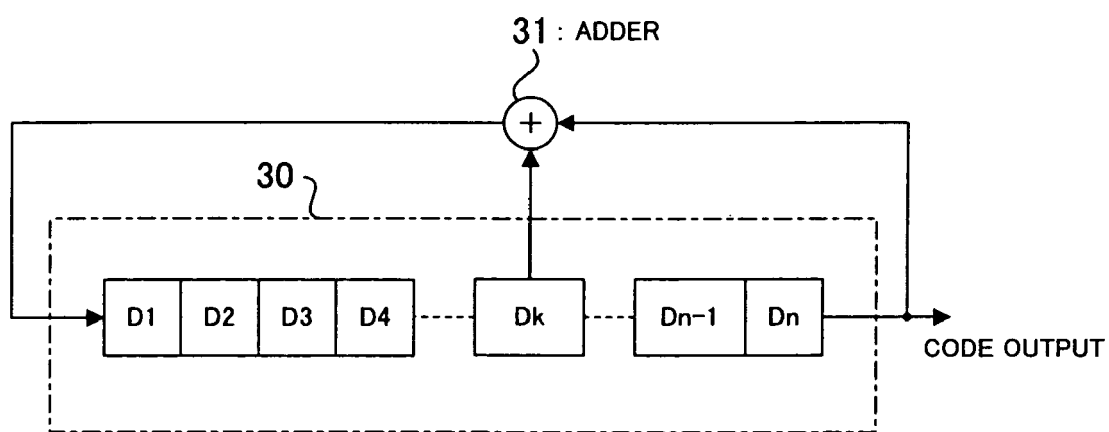 31 : ADDER
+
30
D1 D2 D3 D4 Dk Dn-1 Dn
CODE OUTPUT